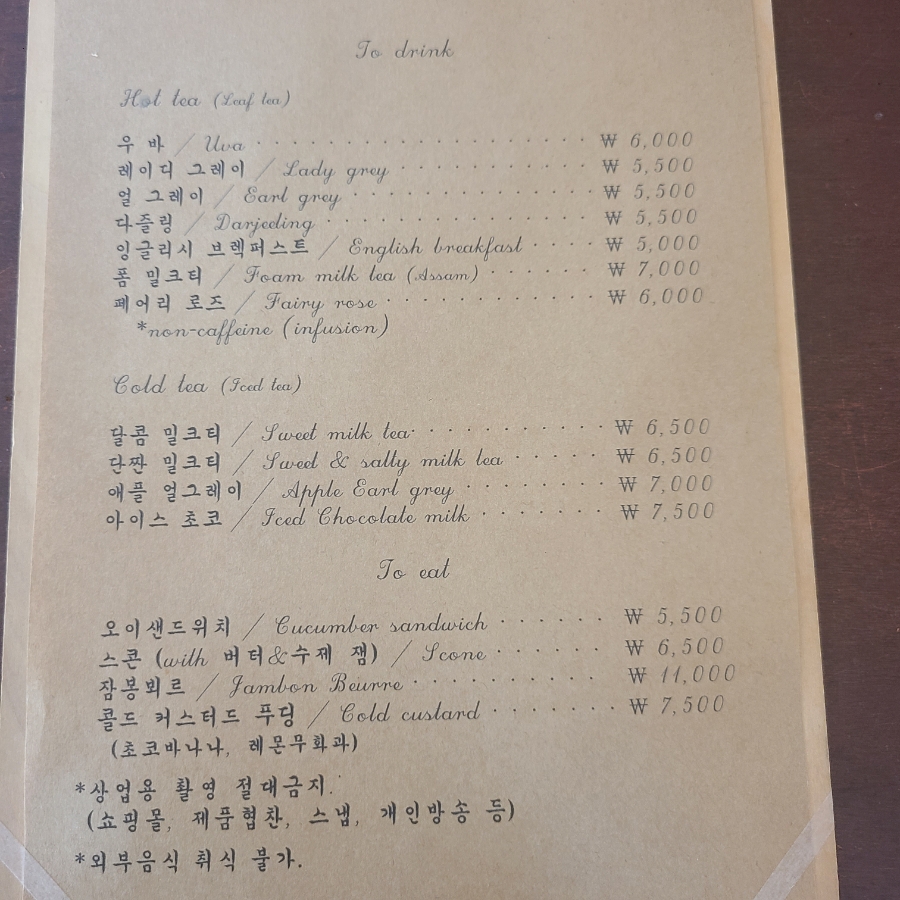 To drink
Hot tea (Leaf tea)
우바 / Uva ₩ 6,000
레이디 그레이 / Lady grey ₩ 5,500
얼 그레이 / Earl grey ₩ 5,500
다즐링 / Darjeeling ₩ 5,500
잉글리시 브렉퍼스트 / English breakfast ₩ 5,000
폼 밀크티 / Foam milk tea (Assam) ₩ 7,000
페어리 로즈 / Fairy rose ₩ 6,000
*non-caffeine (infusion)
Cold tea (Iced tea)
달콤 밀크티 / Sweet milk tea ₩ 6,500
단짠 밀크티 / Sweet & salty milk tea ₩ 6,500
애플 얼그레이 / Apple Earl grey ₩ 7,000
아이스 초코 / Iced Chocolate milk ₩ 7,500
To eat
오이샌드위치 / Cucumber sandwich ₩ 5,500
스콘 (with 버터&수제 잼) / Scone ₩ 6,500
잠봉뵈르 / Jambon Beurre ₩ 11,000
콜드 커스터드 푸딩 / Cold custard ₩ 7,500
(초코바나나, 레몬무화과)
*상업용 촬영 절대금지.
(쇼핑몰, 제품협찬, 스냅, 개인방송 등)
*외부음식 취식 불가.